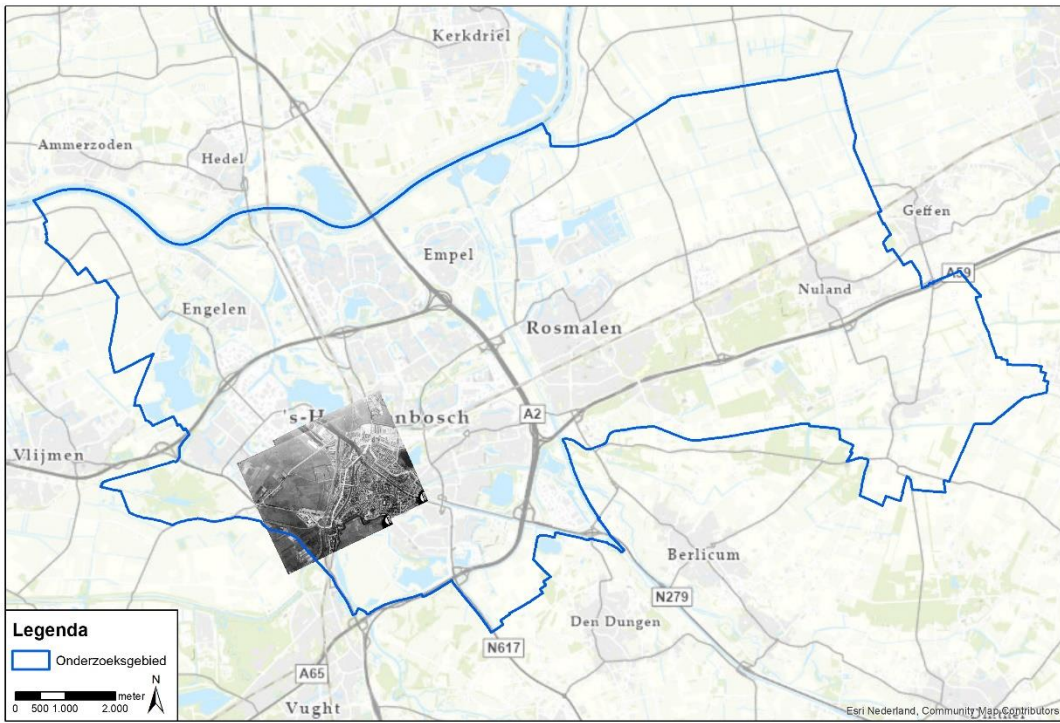 Kerkdriel
Ammerzoden
Hedel
Geffen
Empel
A59
Nuland
Engelen
Rosmalen
's-H
nbosch
A2
Vlijmen
Berlicum
N279
Den Dungen
N617
A65
Vught
Legenda
Onderzoeksgebied
N
meter
0 500 1.000 2.000
Esri Nederland, Community Map Contributors